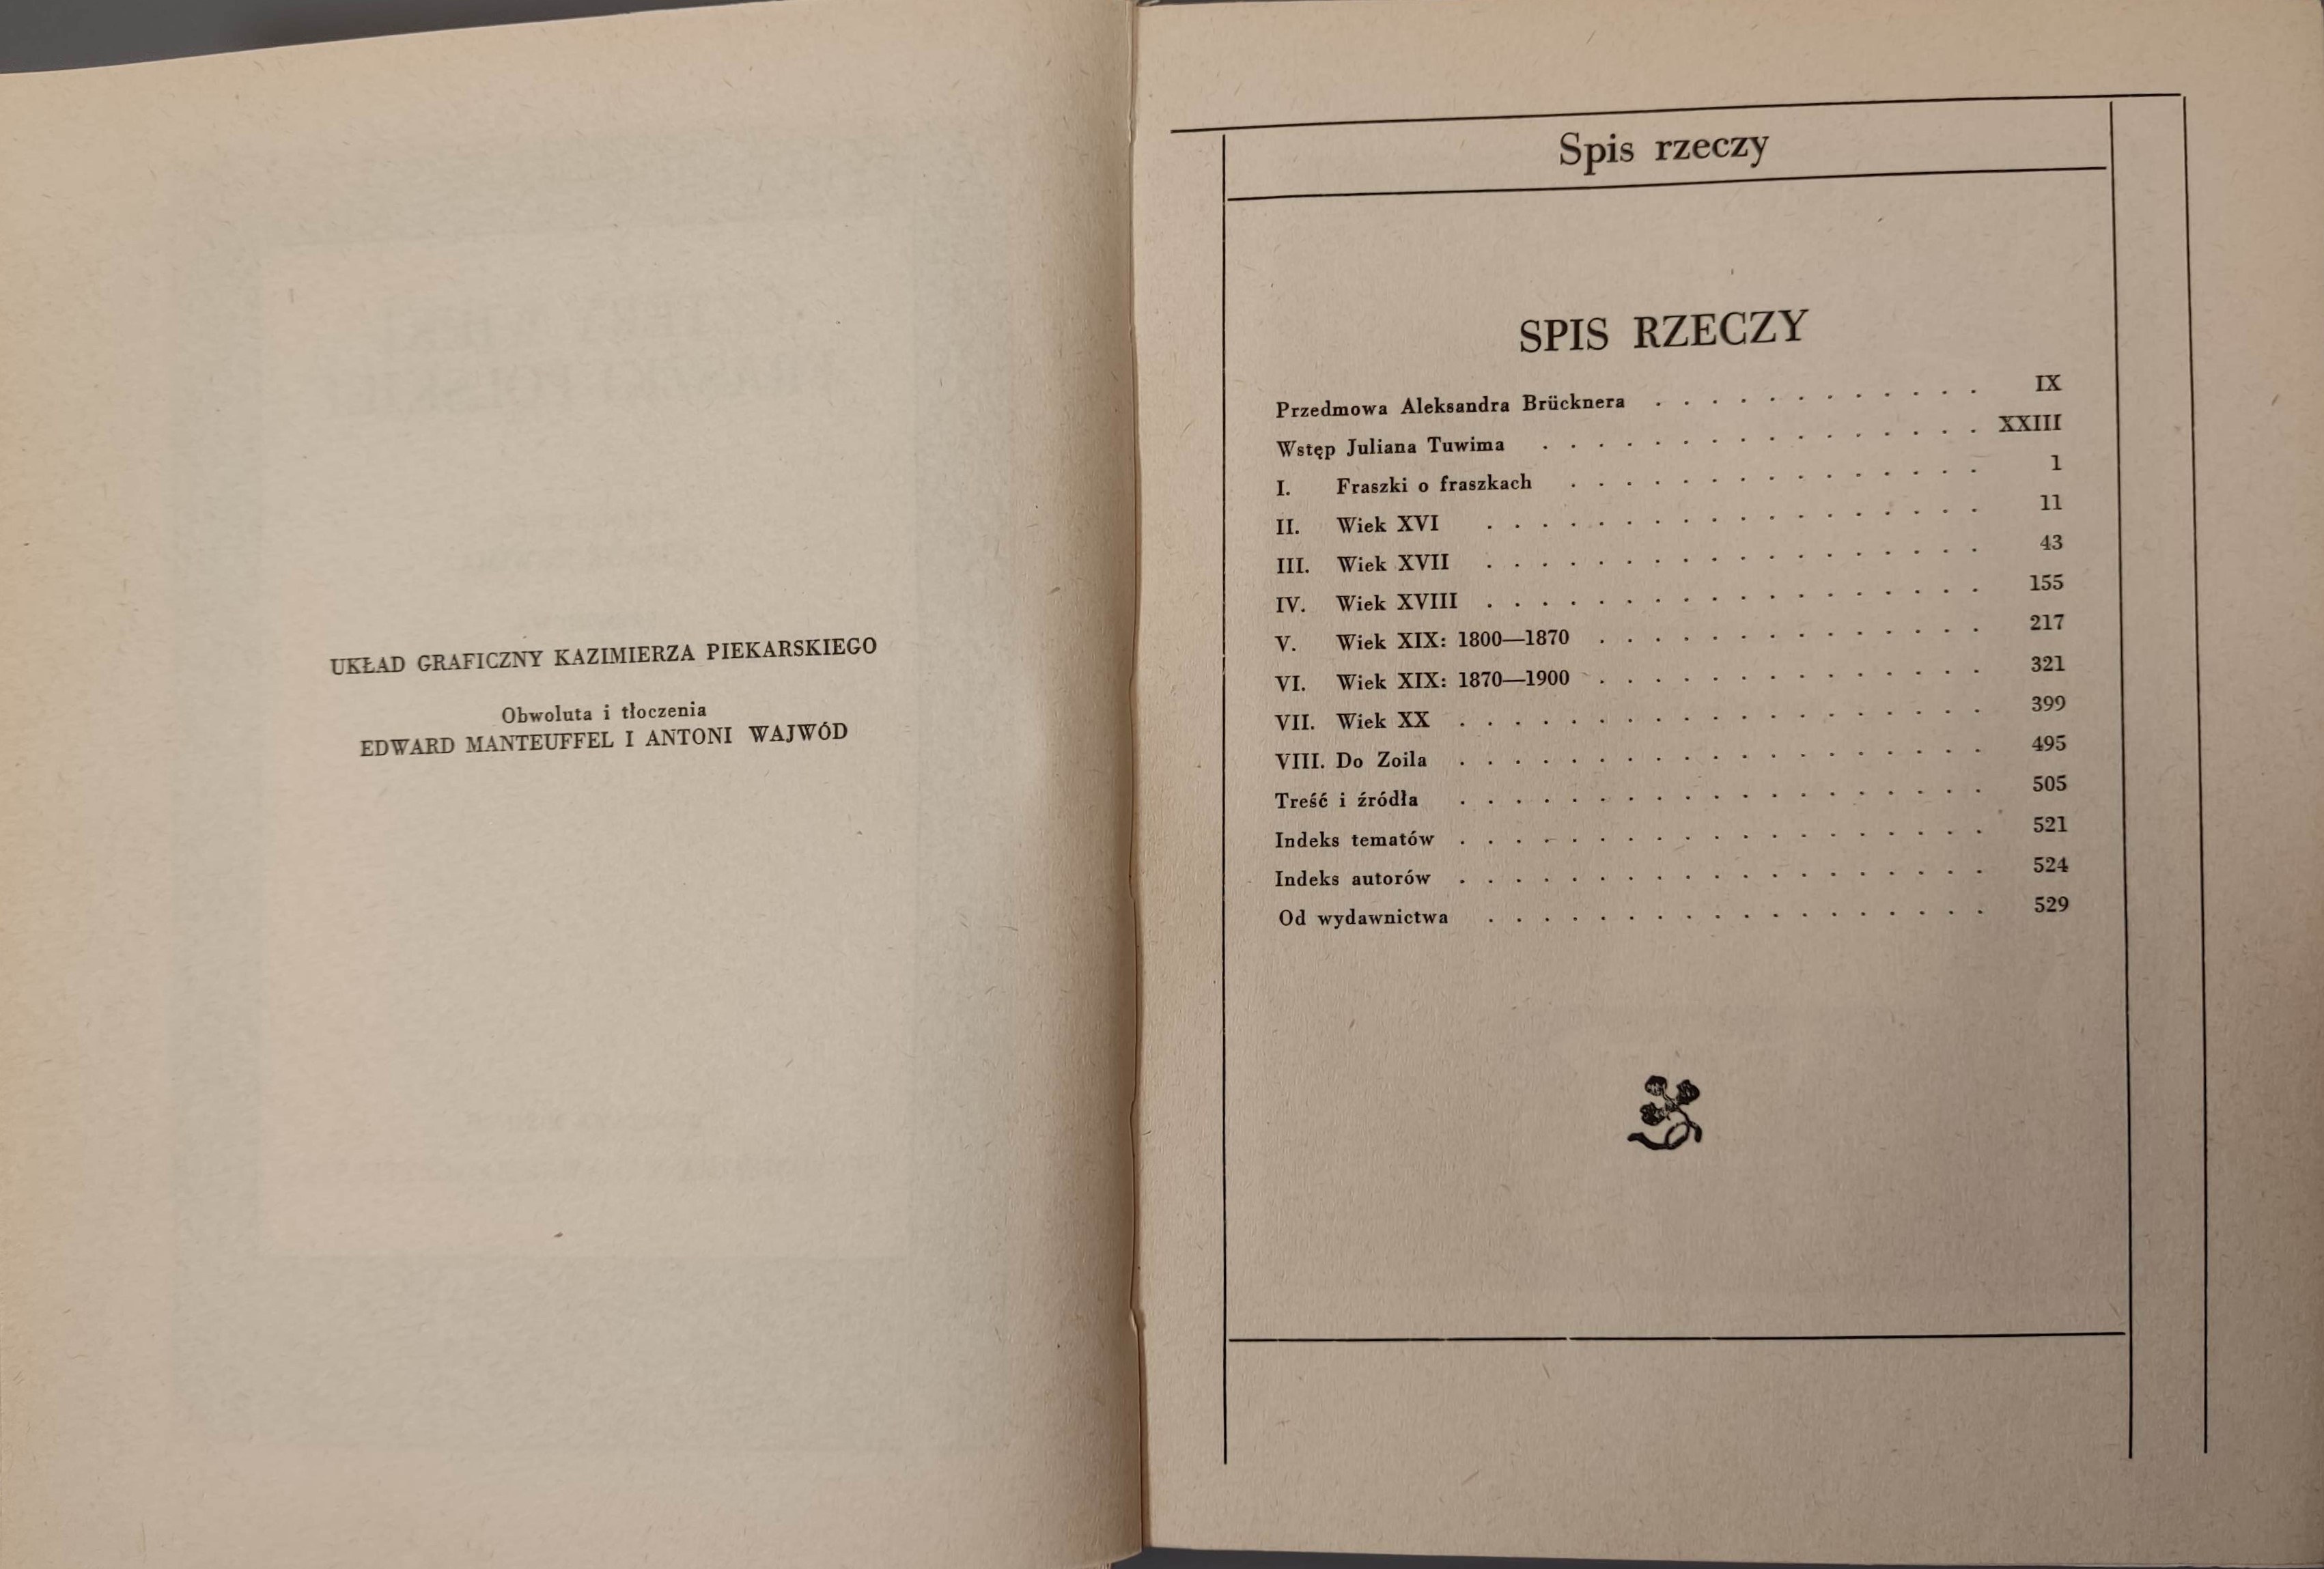 UKŁAD GRAFICZNY KAZIMIERZA PIEKARSKIEGO
Obwoluta i tłoczenia
EDWARD MANTEUFFEL I ANTONI WAJWÓD
Spis rzeczy
SPIS RZECZY
Przedmowa Aleksandra Brücknera . . . . . . . . . . . . IX
Wstęp Juliana Tuwima . . . . . . . . . . . . . . . . XXIII
I. Fraszki o fraszkach . . . . . . . . . . . . . . . 1
II. Wiek XVI . . . . . . . . . . . . . . . . . . 11
III. Wiek XVII . . . . . . . . . . . . . . . . . . 43
IV. Wiek XVIII . . . . . . . . . . . . . . . . . . 155
V. Wiek XIX: 1800—1870 . . . . . . . . . . . . . . 217
VI. Wiek XIX: 1870—1900 . . . . . . . . . . . . . . 321
VII. Wiek XX . . . . . . . . . . . . . . . . . . . 399
VIII. Do Zoila . . . . . . . . . . . . . . . . . . . 495
Treść i źródła . . . . . . . . . . . . . . . . . . . 505
Indeks tematów . . . . . . . . . . . . . . . . . . . 521
Indeks autorów . . . . . . . . . . . . . . . . . . . 524
Od wydawnictwa . . . . . . . . . . . . . . . . . . 529